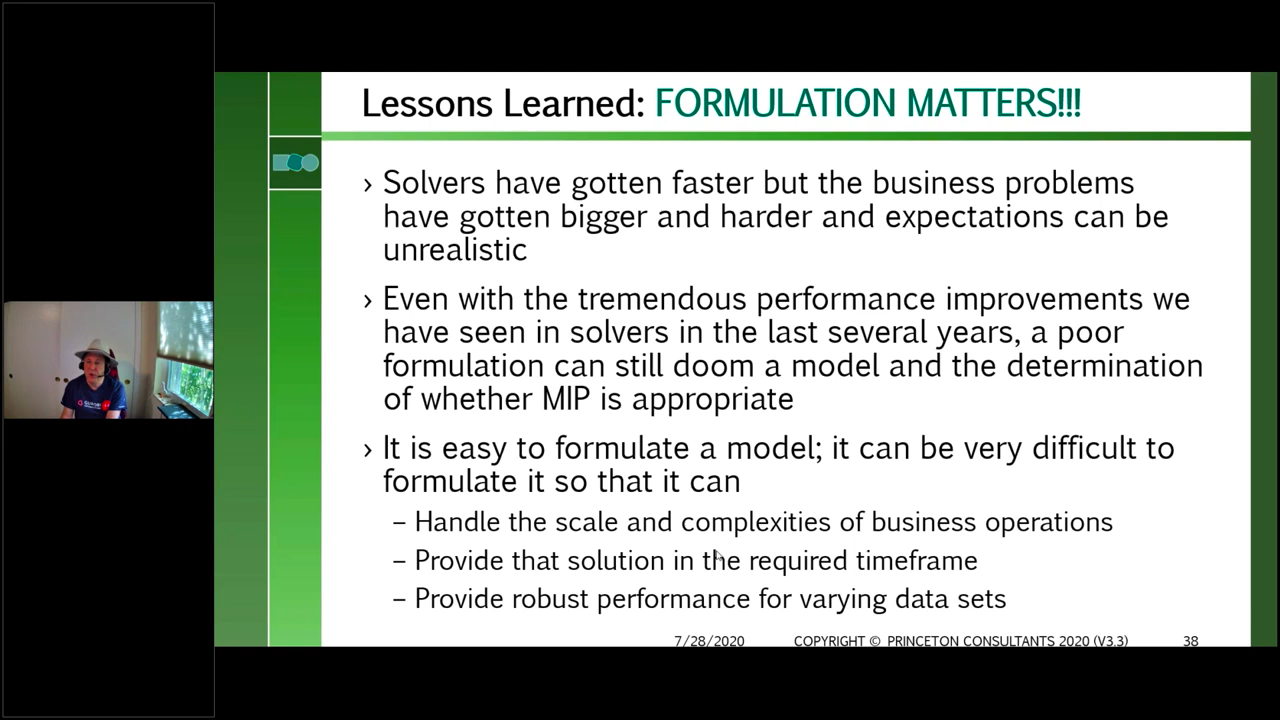 Lessons Learned: FORMULATION MATTERS!!!
› Solvers have gotten faster but the business problems
have gotten bigger and harder and expectations can be
unrealistic
› Even with the tremendous performance improvements we
have seen in solvers in the last several years, a poor
formulation can still doom a model and the determination
of whether MIP is appropriate
› It is easy to formulate a model; it can be very difficult to
formulate it so that it can
– Handle the scale and complexities of business operations
– Provide that solution in the required timeframe
– Provide robust performance for varying data sets
7/28/2020 COPYRIGHT © PRINCETON CONSULTANTS 2020 (V3.3) 38